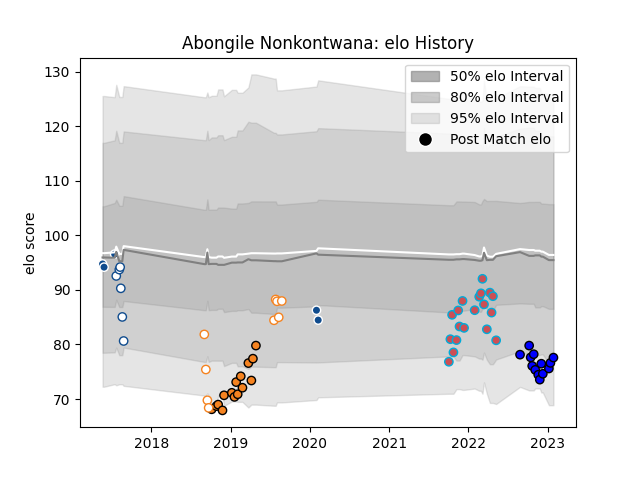 Abongile Nonkontwana: elo History
50% elo Interval
80% elo Interval
95% elo Interval
Post Match elo
elo score
130
120
110
100
90
80
70
2018
2019
2020
2021
2022
2023